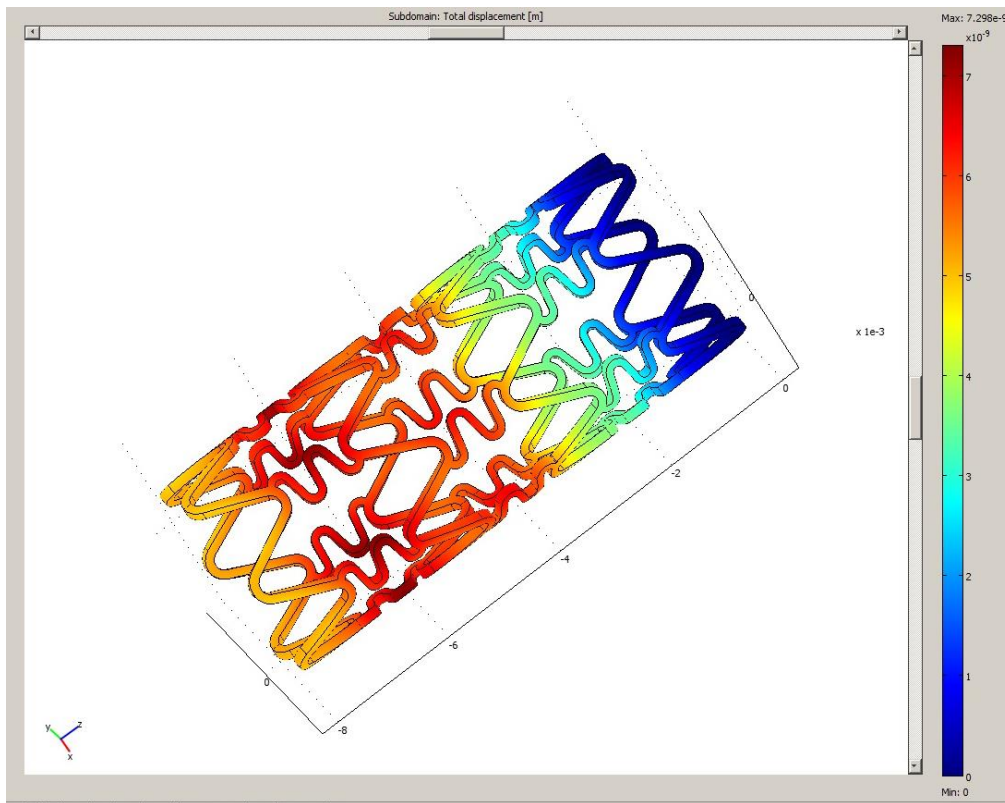 Subdomain: Total displacement [m]
Max: 7.298e-9
x10-9
7
6
5
4
3
2
1
0
Min: 0
0
x 1e-3
0
-2
-4
-6
-8
0
y
z
x